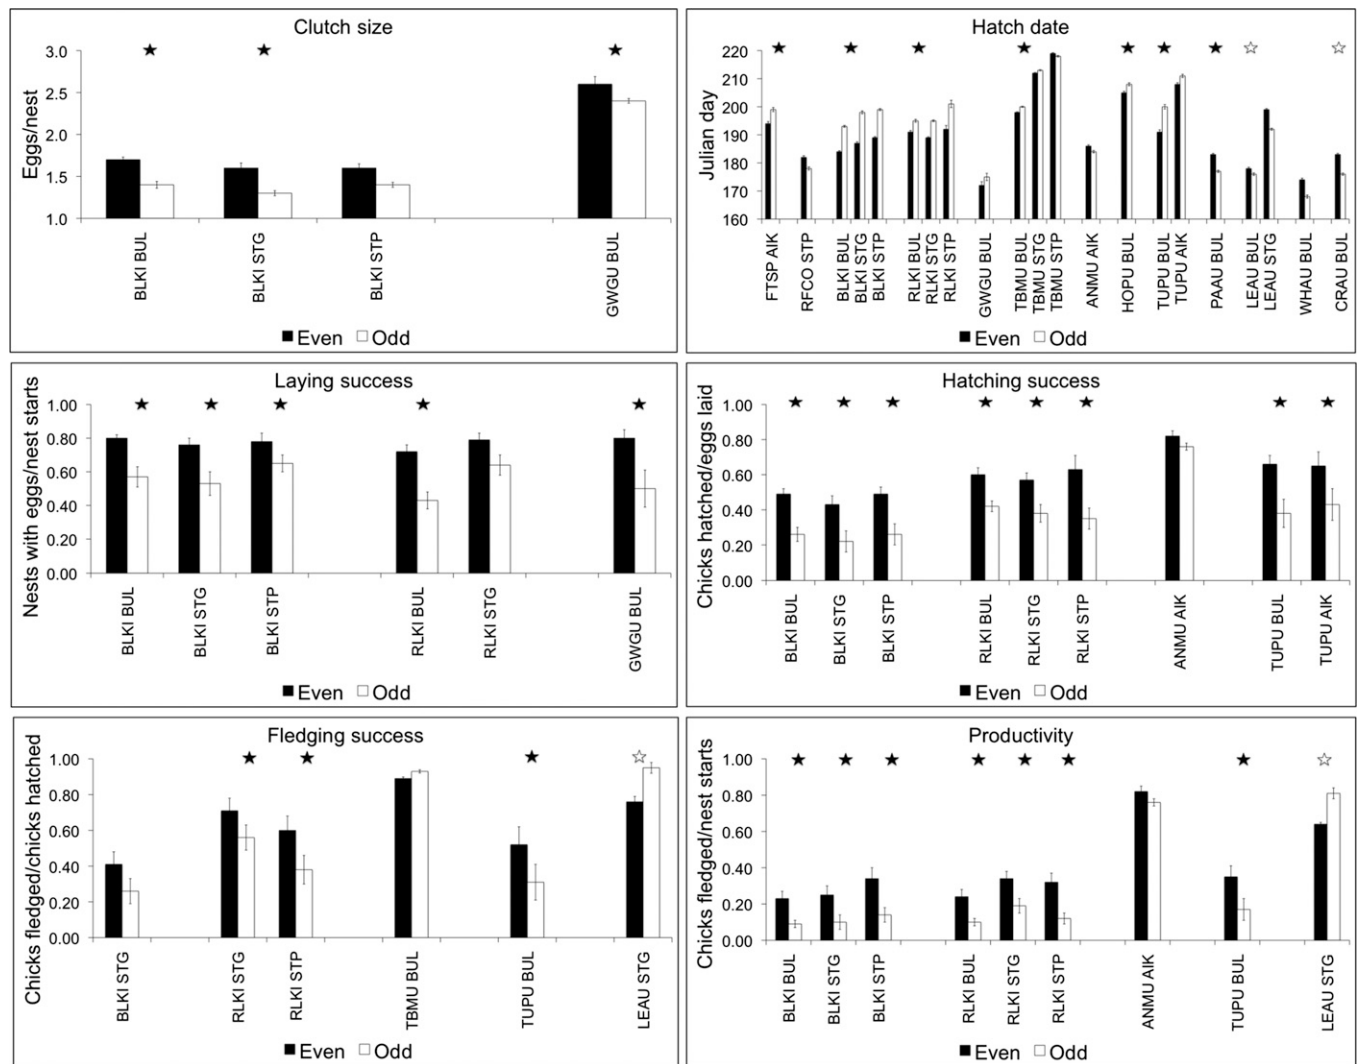 Clutch size
Eggs/nest
3.0
2.5
2.0
1.5
1.0
BLKI BUL
BLKI STG
BLKI STP
GWGU BUL
Even Odd
Hatch date
Julian day
220
210
200
190
180
170
160
FTSP AIK
RFCO STP
BLKI BUL
BLKI STG
BLKI STP
RLKI BUL
RLKI STG
RLKI STP
GWGU BUL
TBMU BUL
TBMU STG
TBMU STP
ANMU AIK
HOPU BUL
TUPU BUL
TUPU AIK
PAAU BUL
LEAU BUL
LEAU STG
WHAU BUL
CRAU BUL
Even Odd
Laying success
Nests with eggs/nest starts
1.00
0.80
0.60
0.40
0.20
0.00
BLKI BUL
BLKI STG
BLKI STP
RLKI BUL
RLKI STG
GWGU BUL
Even Odd
Hatching success
Chicks hatched/eggs laid
1.00
0.80
0.60
0.40
0.20
0.00
BLKI BUL
BLKI STG
BLKI STP
RLKI BUL
RLKI STG
RLKI STP
ANMU AIK
TUPU BUL
TUPU AIK
Even Odd
Fledging success
Chicks fledged/chicks hatched
1.00
0.80
0.60
0.40
0.20
0.00
BLKI STG
RLKI STG
RLKI STP
TBMU BUL
TUPU BUL
LEAU STG
Even Odd
Productivity
Chicks fledged/nest starts
1.00
0.80
0.60
0.40
0.20
0.00
BLKI BUL
BLKI STG
BLKI STP
RLKI BUL
RLKI STG
RLKI STP
ANMU AIK
TUPU BUL
LEAU STG
Even Odd